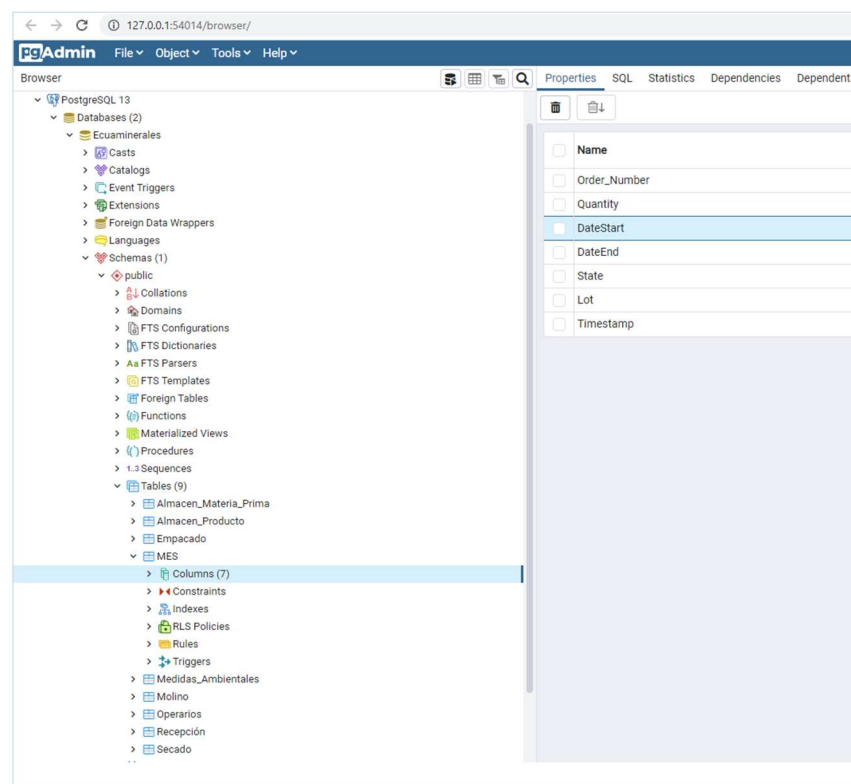 127.0.0.1:54014/browser/
pgAdmin File Object Tools Help
Browser
Properties SQL Statistics Dependencies Dependent
PostgreSQL 13
Databases (2)
Ecuaminerales
Casts
Catalogs
Event Triggers
Extensions
Foreign Data Wrappers
Languages
Schemas (1)
public
Collations
Domains
FTS Configurations
FTS Dictionaries
Aa FTS Parsers
FTS Templates
Foreign Tables
Functions
Materialized Views
Procedures
1..3 Sequences
Tables (9)
Almacen_Materia_Prima
Almacen_Producto
Empacado
MES
Columns (7)
Constraints
Indexes
RLS Policies
Rules
Triggers
Medidas_Ambientales
Molino
Operarios
Recepción
Secado
Name
Order_Number
Quantity
DateStart
DateEnd
State
Lot
Timestamp